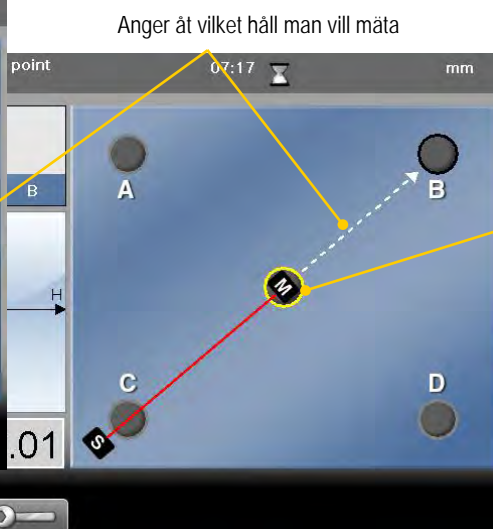 Anger åt vilket håll man vill mäta
point 07:17 mm
A B
B
H
M
C D
S
.01